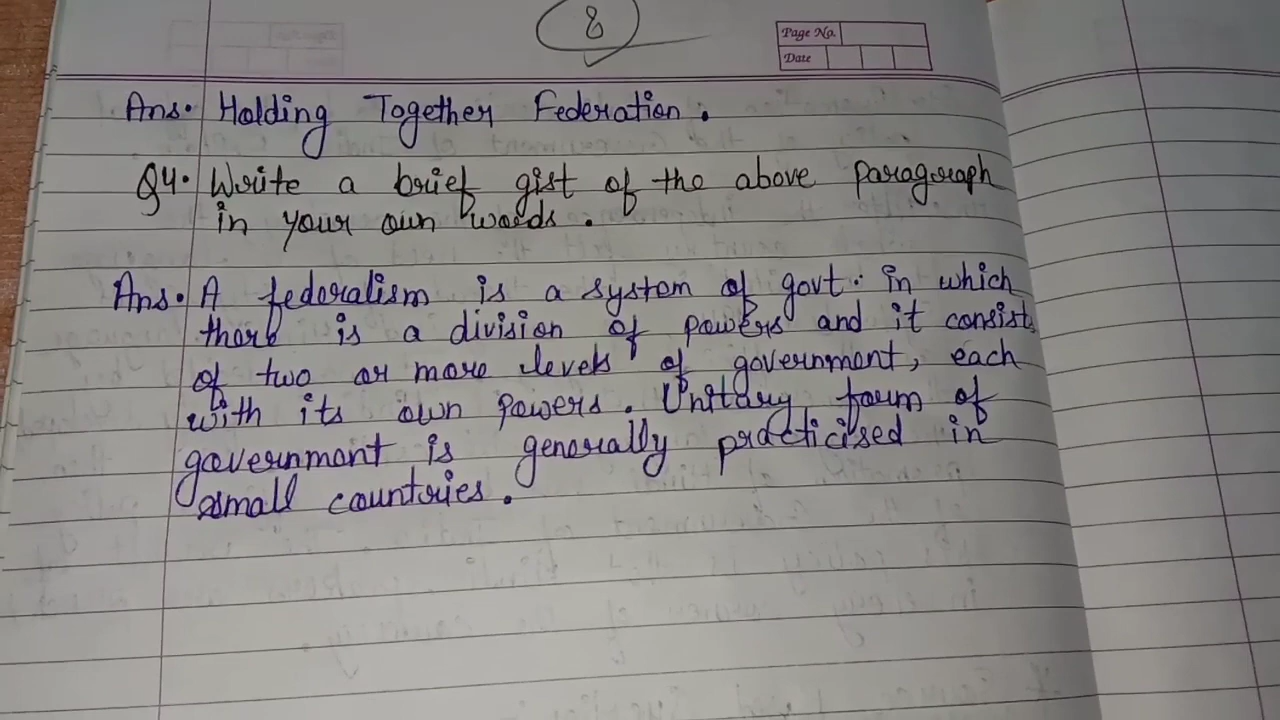 8
Page No.
Date
Ans. Holding Together Federation.
Q4. Write a brief gist of the above paragraph
in your own words.
Ans. A federalism is a system of govt. in which
there is a division of powers and it consists
of two or more levels of government, each
with its own powers. Unitary form of
government is generally practicised in
small countries.